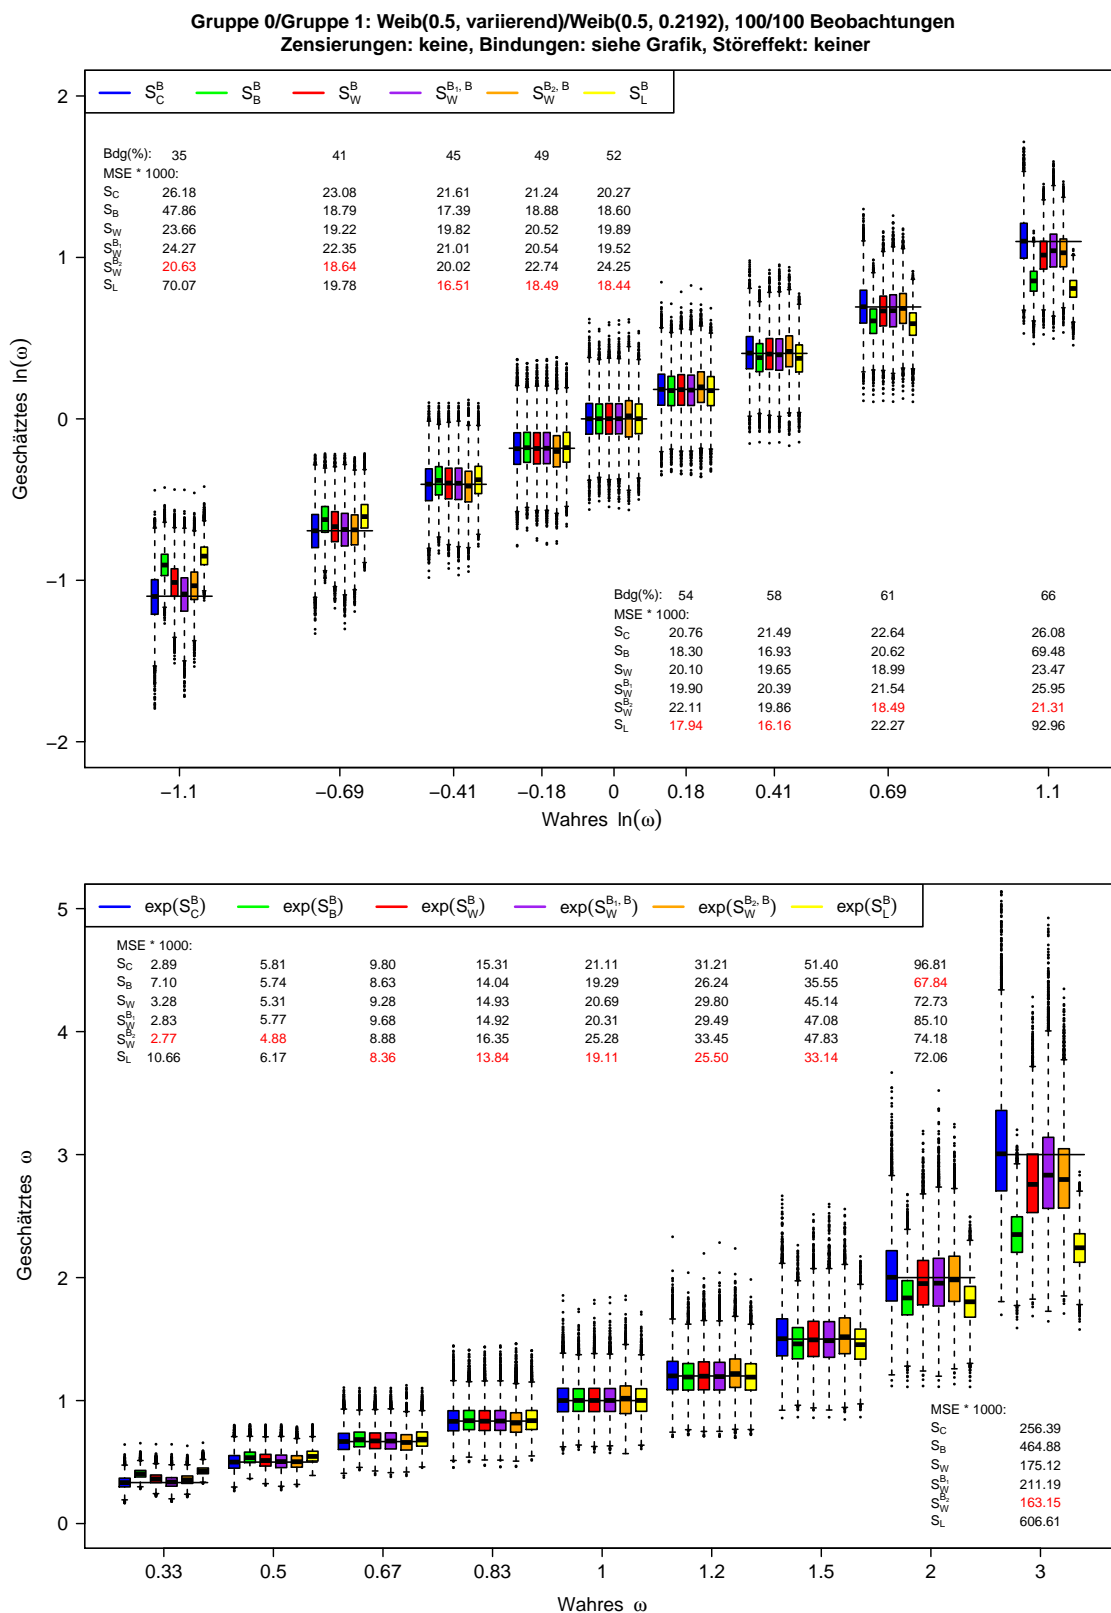 Gruppe 0/Gruppe 1: Weib(0.5, variierend)/Weib(0.5, 0.2192), 100/100 Beobachtungen
Zensierungen: keine, Bindungen: siehe Grafik, Störeffekt: keiner
S_C^B S_B^B S_W^B S_W^{B₁, B} S_W^{B₂, B} S_L^B
Bdg(%): 35 41 45 49 52
MSE * 1000:
S_C 26.18 23.08 21.61 21.24 20.27
S_B 47.86 18.79 17.39 18.88 18.60
S_W 23.66 19.22 19.82 20.52 19.89
S_W^{B₁} 24.27 22.35 21.01 20.54 19.52
S_W^{B₂} 20.63 18.64 20.02 22.74 24.25
S_L 70.07 19.78 16.51 18.49 18.44
Bdg(%): 54 58 61 66
MSE * 1000:
S_C 20.76 21.49 22.64 26.08
S_B 18.30 16.93 20.62 69.48
S_W 20.10 19.65 18.99 23.47
S_W^{B₁} 19.90 20.39 21.54 25.95
S_W^{B₂} 22.11 19.86 18.49 21.31
S_L 17.94 16.16 22.27 92.96
2
1
0
−1
−2
Geschätztes ln(ω)
−1.1 −0.69 −0.41 −0.18 0 0.18 0.41 0.69 1.1
Wahres ln(ω)
exp(S_C^B) exp(S_B^B) exp(S_W^B) exp(S_W^{B₁, B}) exp(S_W^{B₂, B}) exp(S_L^B)
MSE * 1000:
S_C 2.89 5.81 9.80 15.31 21.11 31.21 51.40 96.81
S_B 7.10 5.74 8.63 14.04 19.29 26.24 35.55 67.84
S_W 3.28 5.31 9.28 14.93 20.69 29.80 45.14 72.73
S_W^{B₁} 2.83 5.77 9.68 14.92 20.31 29.49 47.08 85.10
S_W^{B₂} 2.77 4.88 8.88 16.35 25.28 33.45 47.83 74.18
S_L 10.66 6.17 8.36 13.84 19.11 25.50 33.14 72.06
MSE * 1000:
S_C 256.39
S_B 464.88
S_W 175.12
S_W^{B₁} 211.19
S_W^{B₂} 163.15
S_L 606.61
5
4
3
2
1
0
Geschätztes ω
0.33 0.5 0.67 0.83 1 1.2 1.5 2 3
Wahres ω